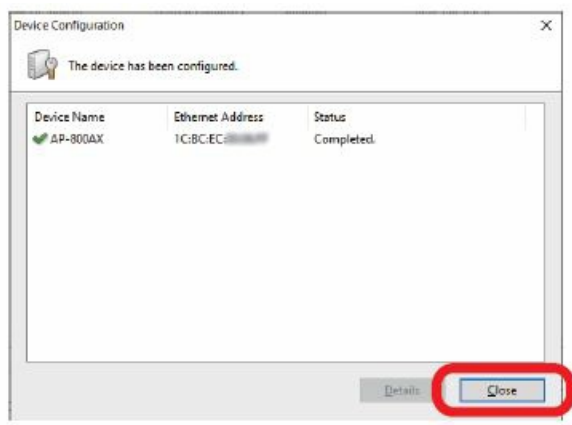 Device Configuration
The device has been configured.
Device Name Ethernet Address Status
AP-800AX 1C:BC:EC: Completed.
Details Close